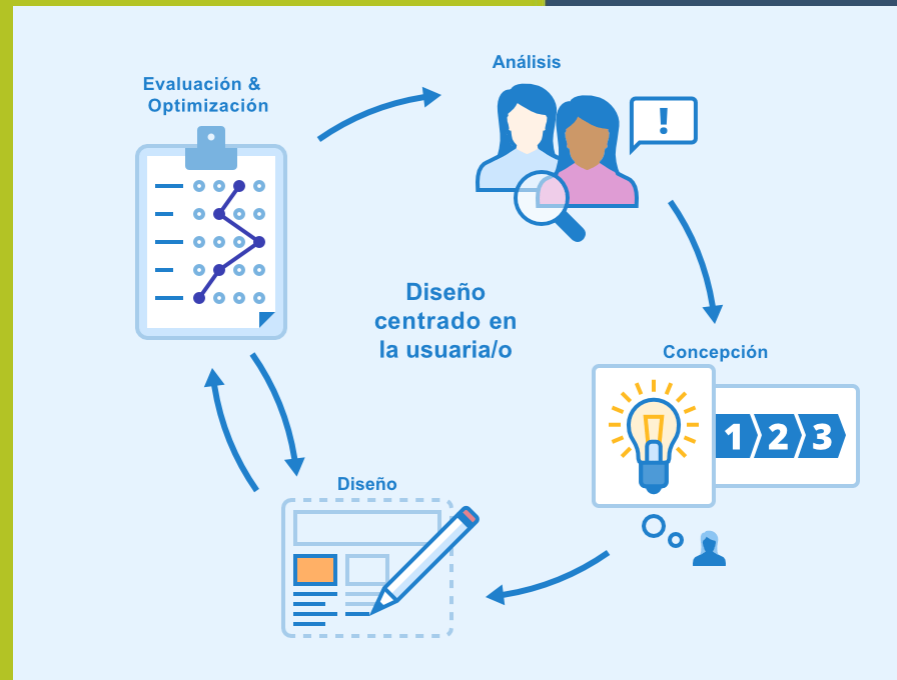 Análisis
Evaluación &
Optimización
!
Diseño
centrado en
la usuaria/o
Concepción
1 2 3
Diseño